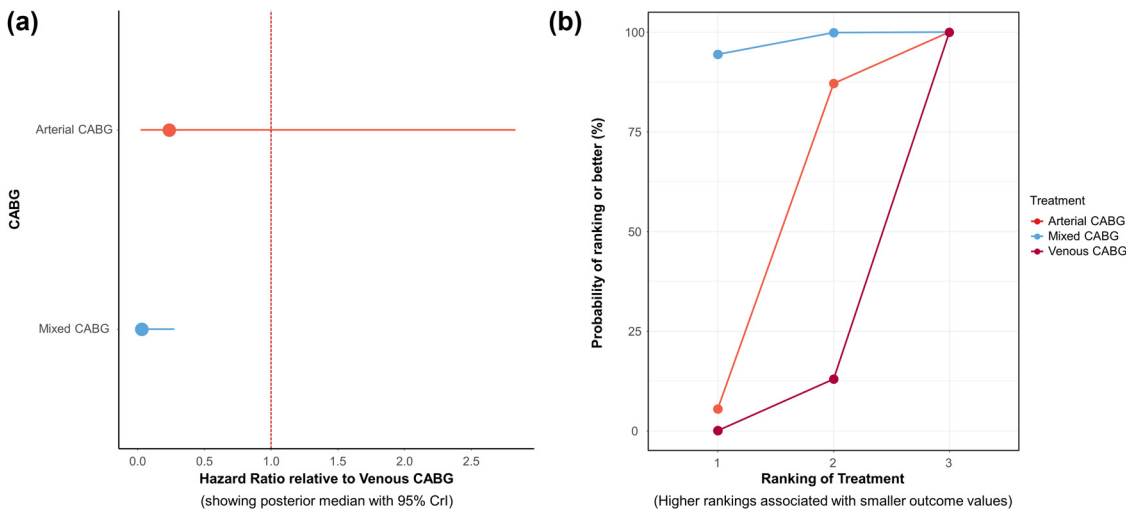 (a)
Arterial CABG
CABG
Mixed CABG
0.0 0.5 1.0 1.5 2.0 2.5
Hazard Ratio relative to Venous CABG
(showing posterior median with 95% CrI)
(b)
Probability of ranking or better (%)
100
75
50
25
0
1 2 3
Ranking of Treatment
(Higher rankings associated with smaller outcome values)
Treatment
Arterial CABG
Mixed CABG
Venous CABG